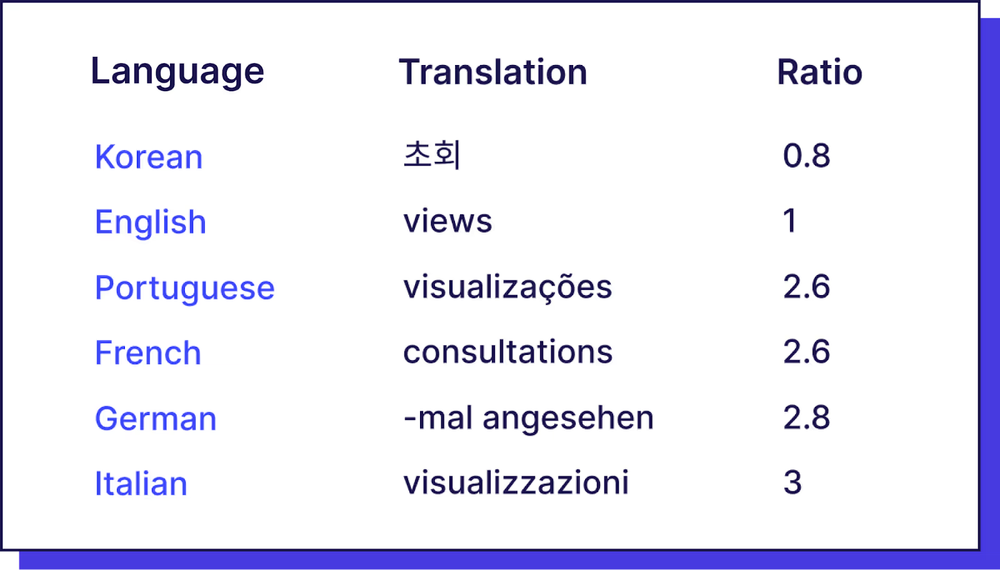 Language Translation Ratio
Korean 초회 0.8
English views 1
Portuguese visualizações 2.6
French consultations 2.6
German -mal angesehen 2.8
Italian visualizzazioni 3